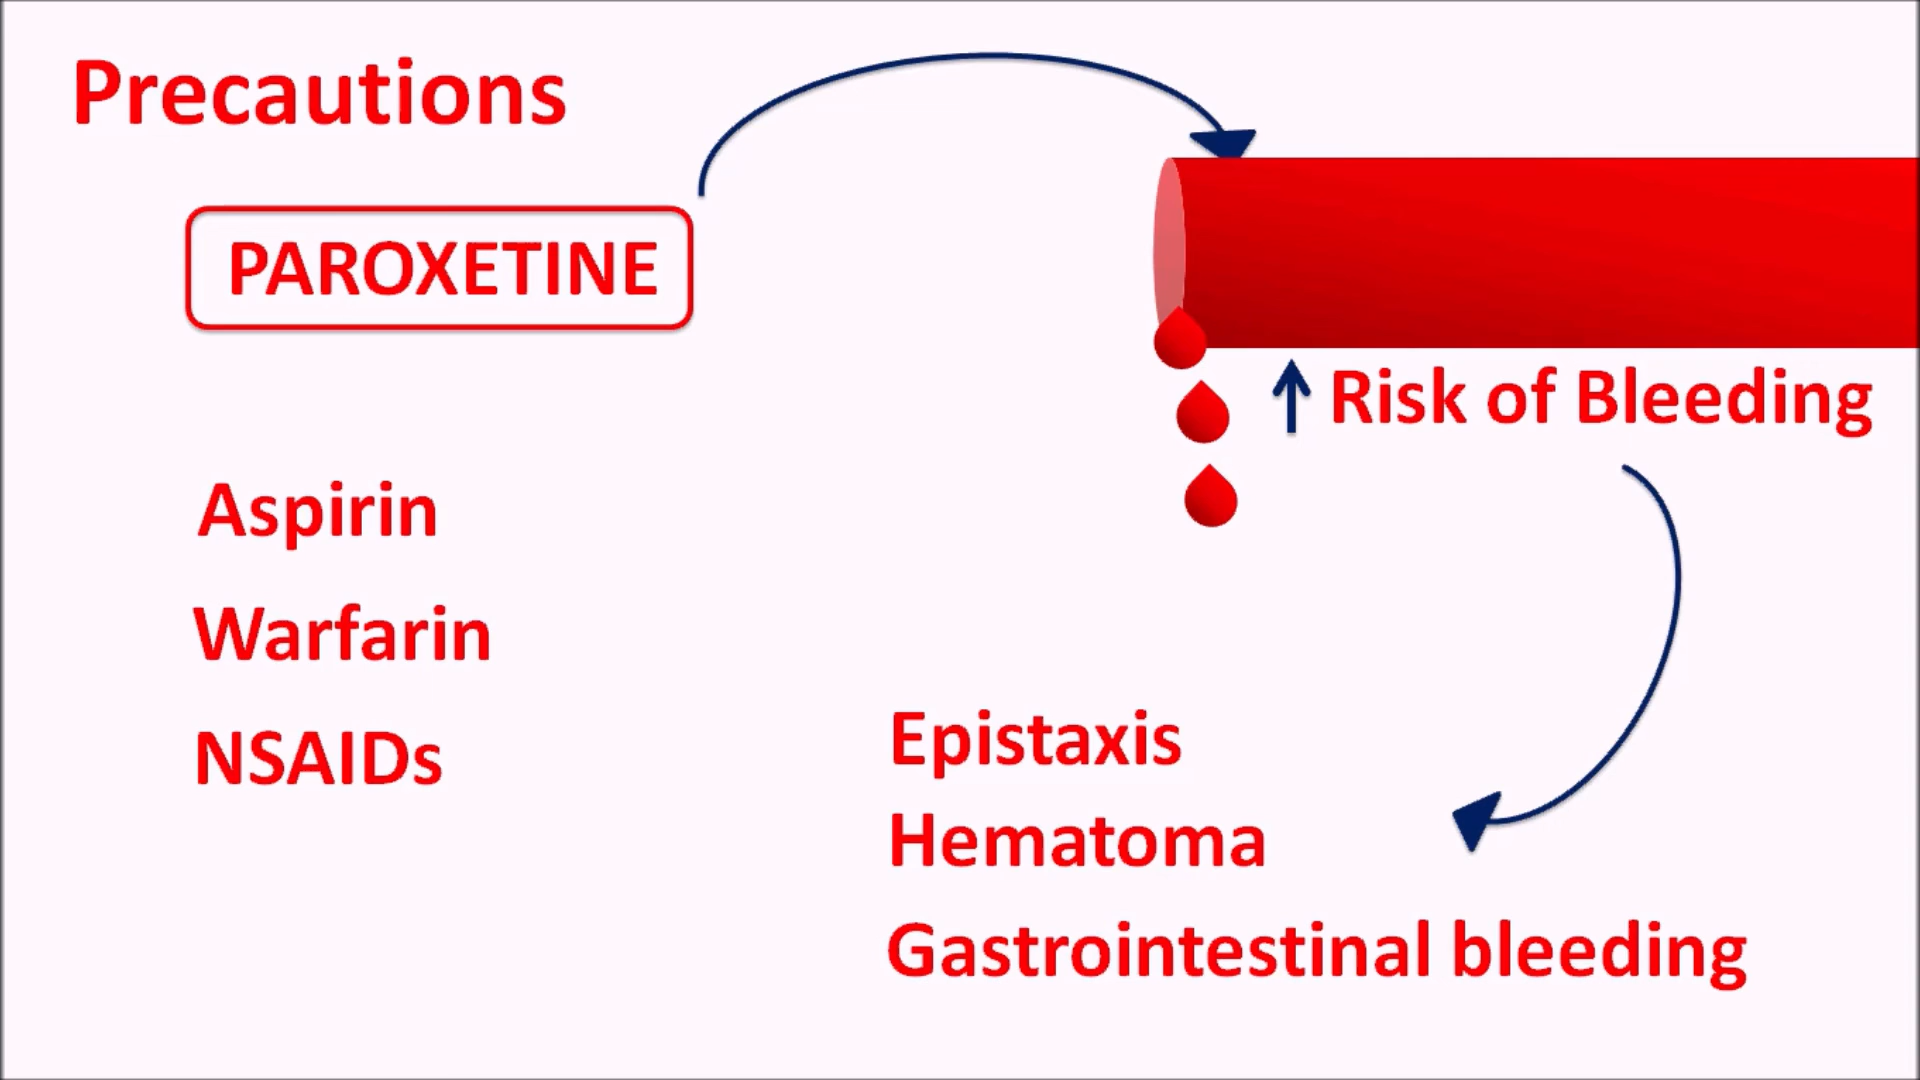 Precautions
PAROXETINE
Risk of Bleeding
Aspirin
Warfarin
NSAIDs
Epistaxis
Hematoma
Gastrointestinal bleeding